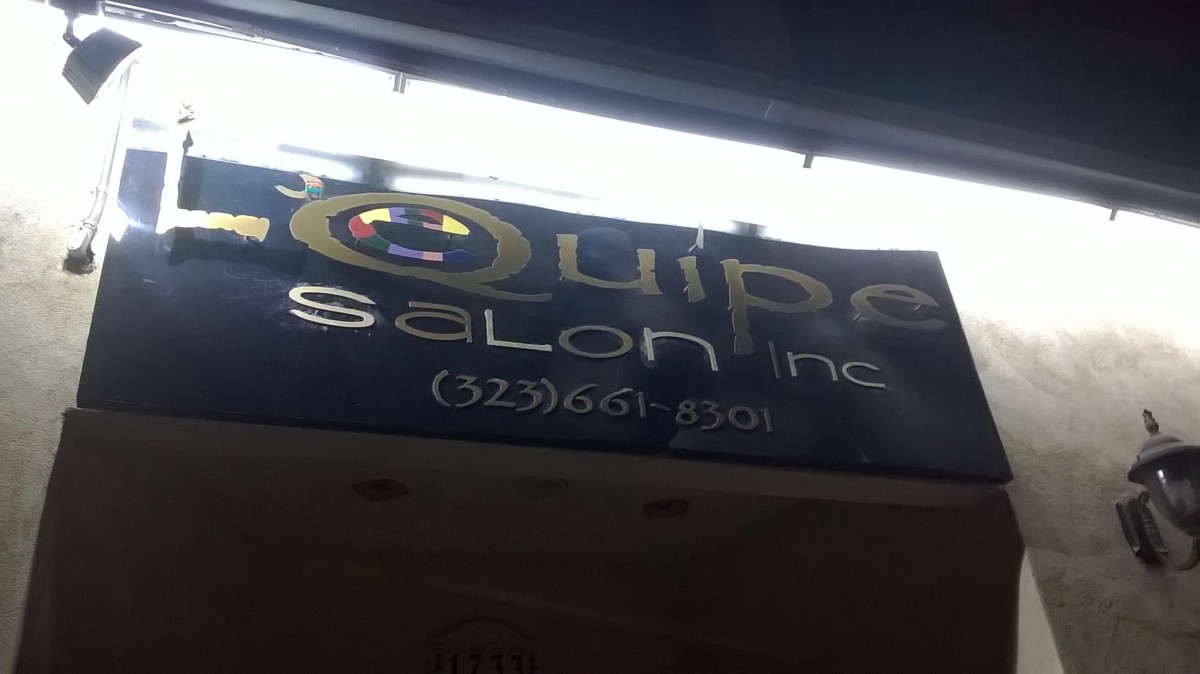 L'Quipe
Salon Inc
(323)661-8301
1733